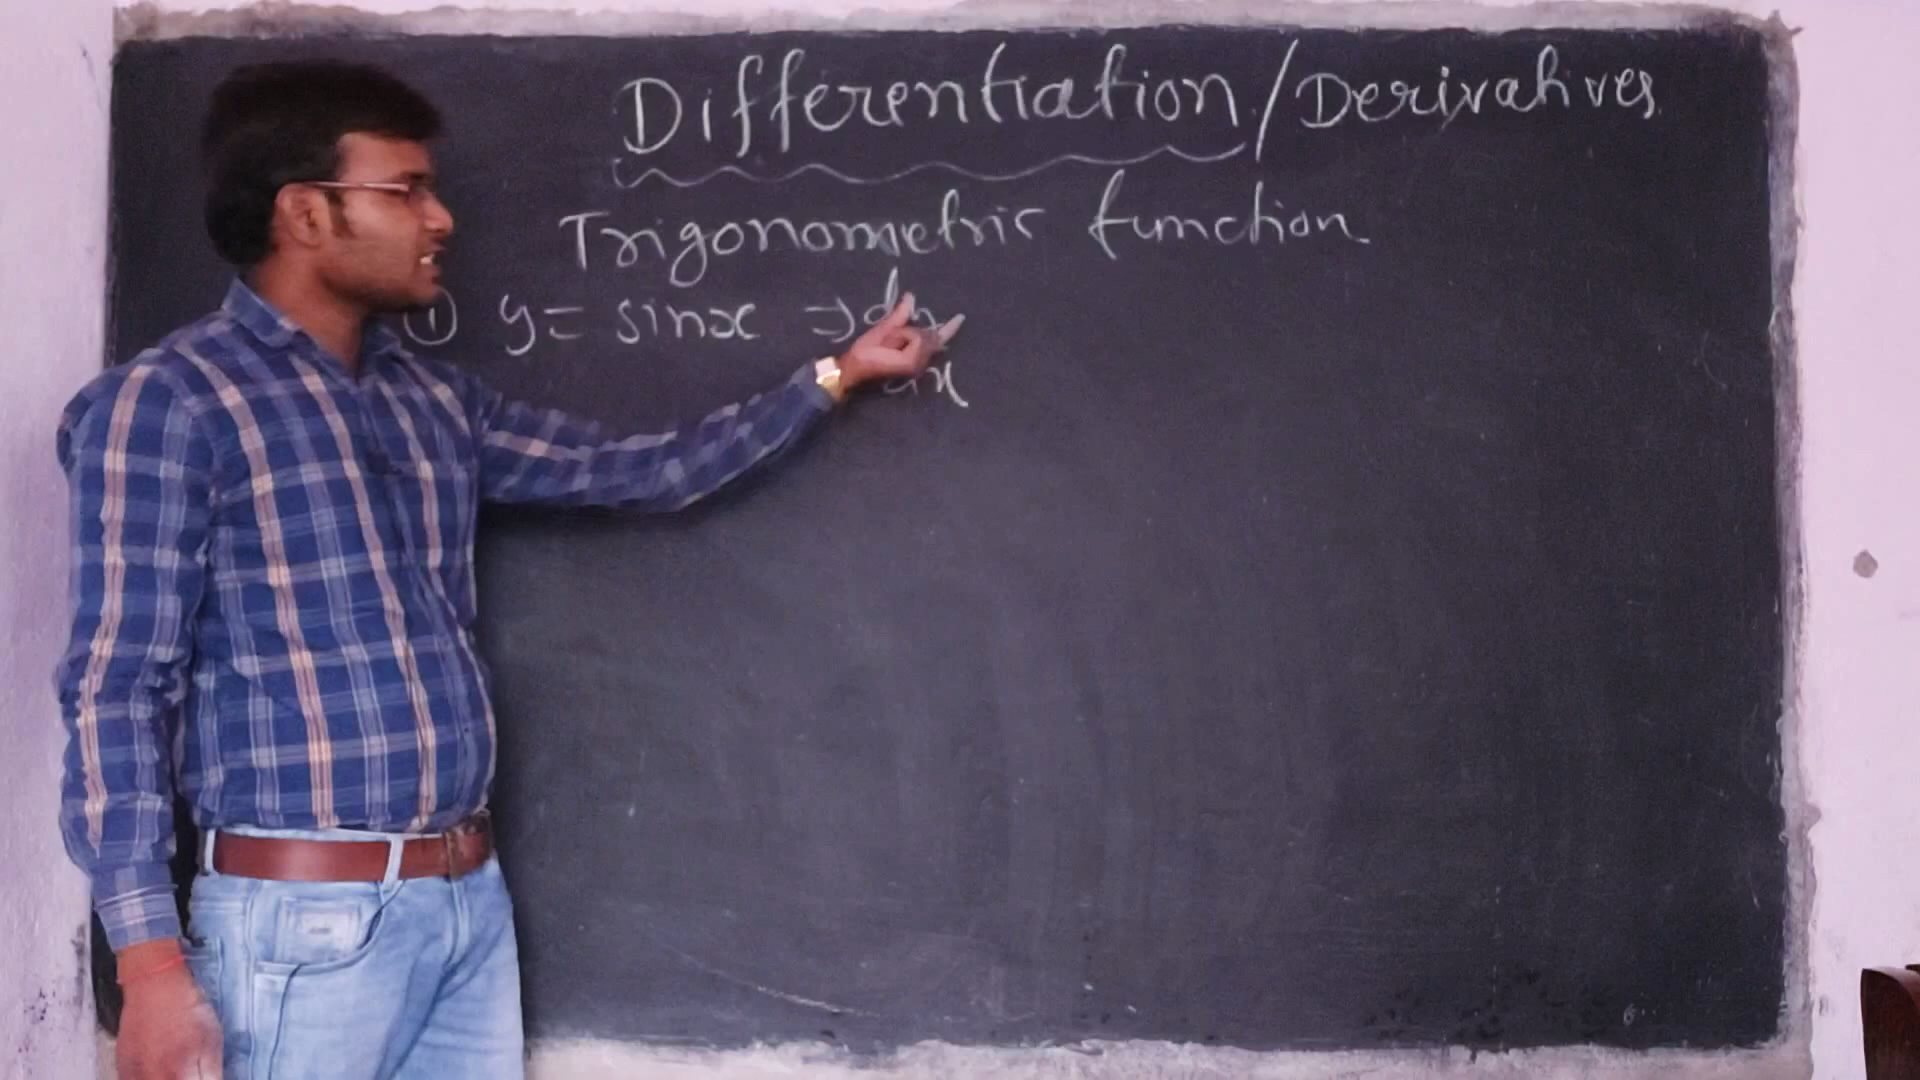 Differentiation/Derivatives
Trigonometric function
① y = sinx ⇒ dy
dx